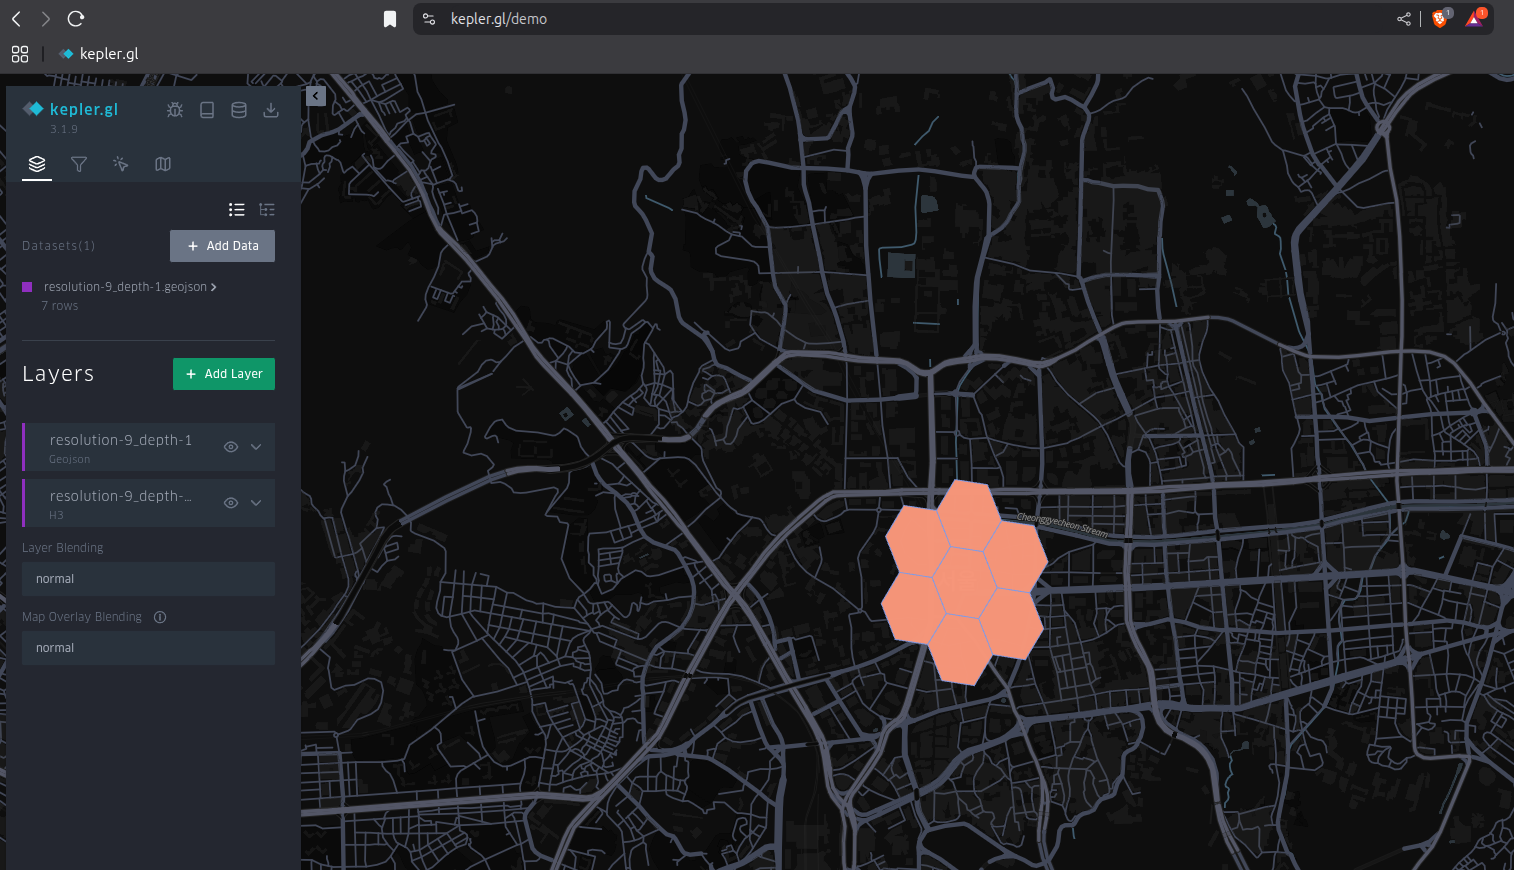 kepler.gl/demo
1
1
kepler.gl
kepler.gl
3.1.9
Datasets(1)
+ Add Data
resolution-9_depth-1.geojson
7 rows
Layers
+ Add Layer
resolution-9_depth-1
Geojson
resolution-9_depth-...
H3
Layer Blending
normal
Map Overlay Blending
normal
Cheonggyecheon Stream